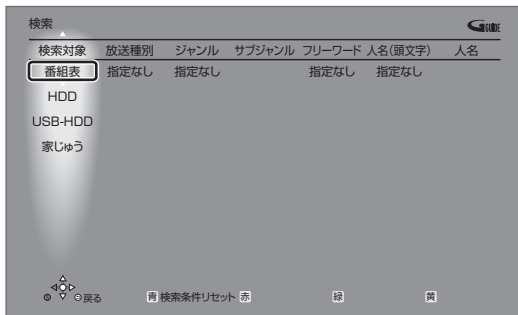 検索
G GUIDE
検索対象 放送種別 ジャンル サブジャンル フリーワード 人名(頭文字) 人名
番組表 指定なし 指定なし 指定なし 指定なし
HDD
USB-HDD
家じゅう
戻る 青 検索条件リセット 赤 緑 黄